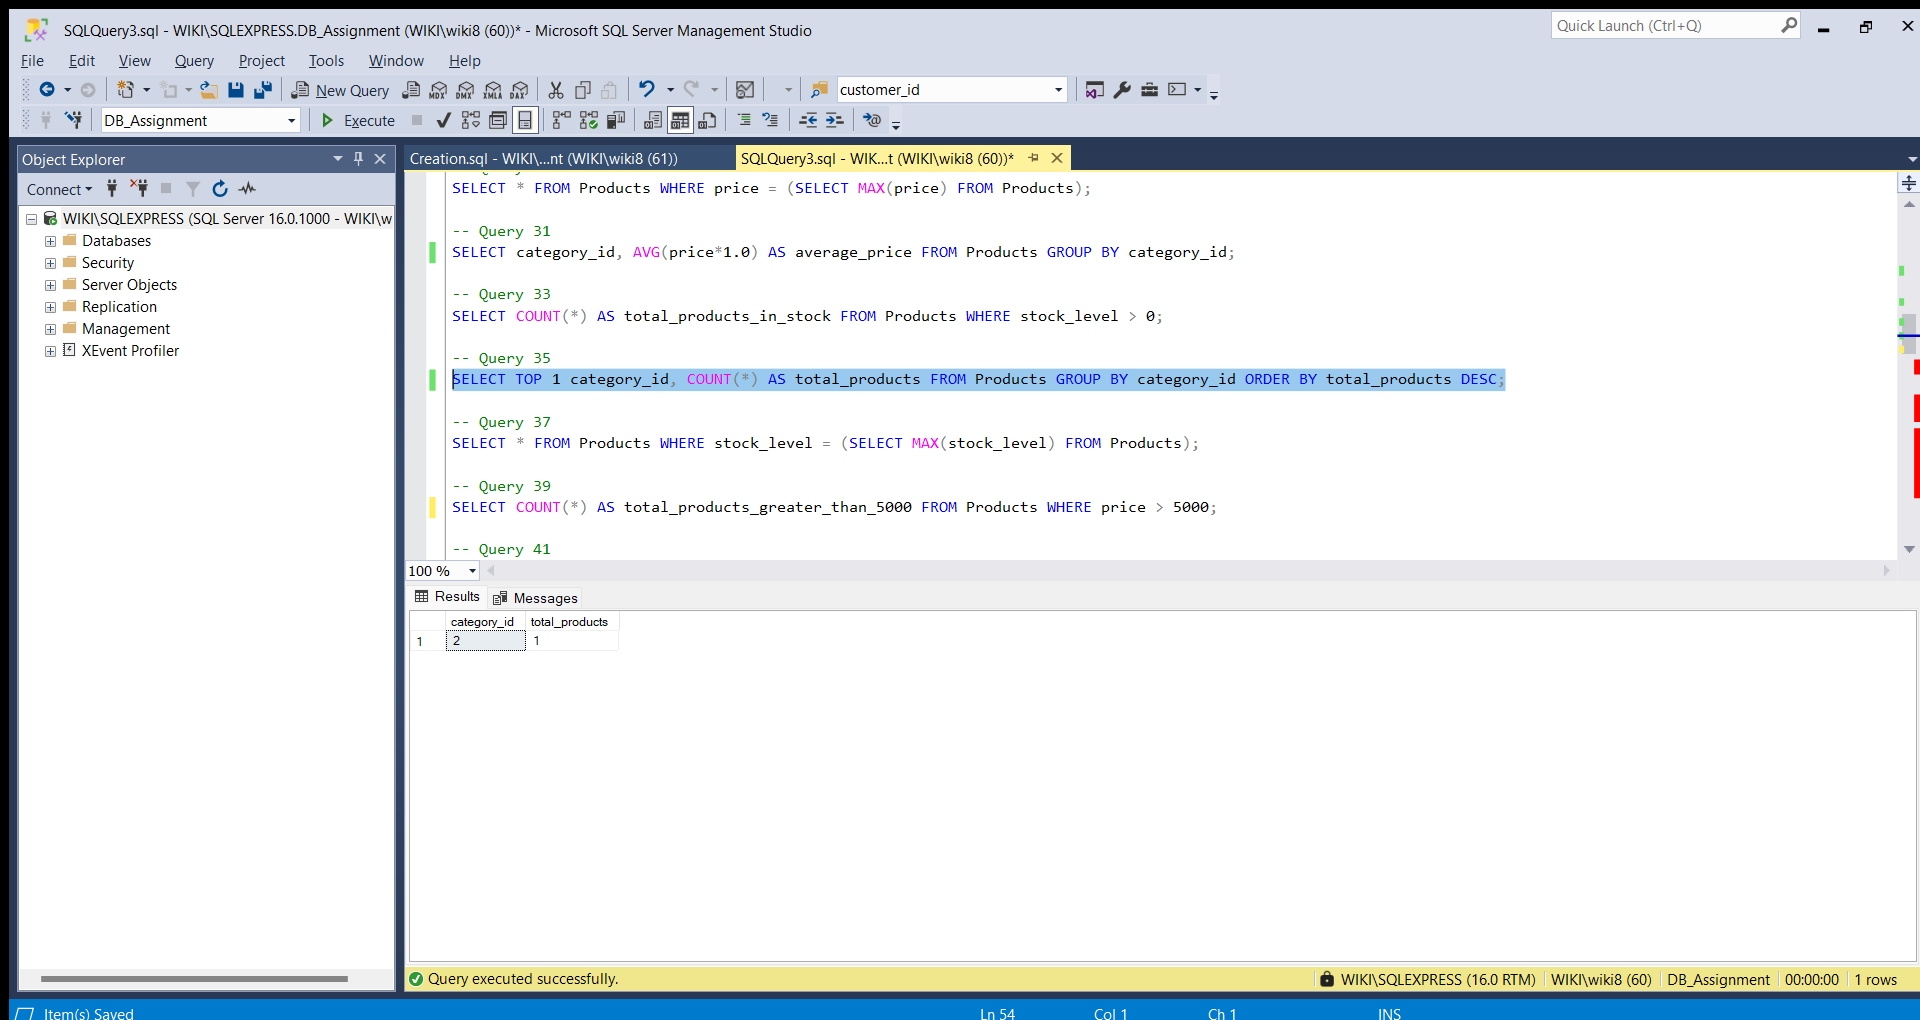 SQLQuery3.sql - WIKI\SQLEXPRESS.DB_Assignment (WIKI\wiki8 (60))* - Microsoft SQL Server Management Studio
Quick Launch (Ctrl+Q)
File Edit View Query Project Tools Window Help
New Query MDX DMX XMLA DAX customer_id
DB_Assignment Execute
Object Explorer
Connect
WIKI\SQLEXPRESS (SQL Server 16.0.1000 - WIKI\w
Databases
Security
Server Objects
Replication
Management
XEvent Profiler
Creation.sql - WIKI\...nt (WIKI\wiki8 (61))
SQLQuery3.sql - WIK...t (WIKI\wiki8 (60))*
SELECT * FROM Products WHERE price = (SELECT MAX(price) FROM Products);
-- Query 31
SELECT category_id, AVG(price*1.0) AS average_price FROM Products GROUP BY category_id;
-- Query 33
SELECT COUNT(*) AS total_products_in_stock FROM Products WHERE stock_level > 0;
-- Query 35
SELECT TOP 1 category_id, COUNT(*) AS total_products FROM Products GROUP BY category_id ORDER BY total_products DESC;
-- Query 37
SELECT * FROM Products WHERE stock_level = (SELECT MAX(stock_level) FROM Products);
-- Query 39
SELECT COUNT(*) AS total_products_greater_than_5000 FROM Products WHERE price > 5000;
-- Query 41
100 %
Results Messages
category_id total_products
1 2 1
Query executed successfully.
WIKI\SQLEXPRESS (16.0 RTM) WIKI\wiki8 (60) DB_Assignment 00:00:00 1 rows
Item(s) Saved Ln 54 Col 1 Ch 1 INS